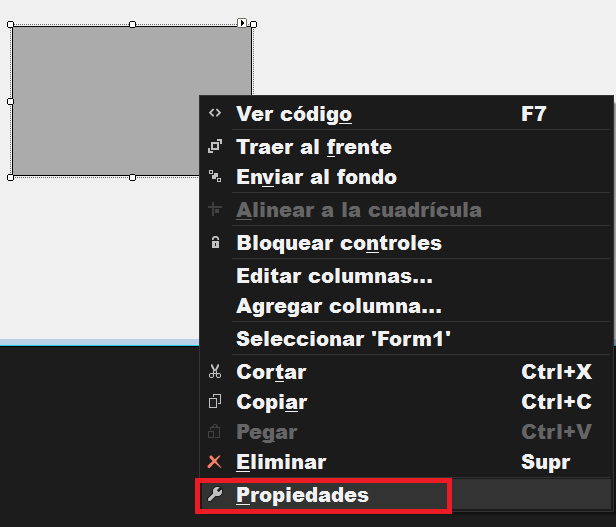 Ver código F7
Traer al frente
Enviar al fondo
Alinear a la cuadrícula
Bloquear controles
Editar columnas...
Agregar columna...
Seleccionar 'Form1'
Cortar Ctrl+X
Copiar Ctrl+C
Pegar Ctrl+V
Eliminar Supr
Propiedades